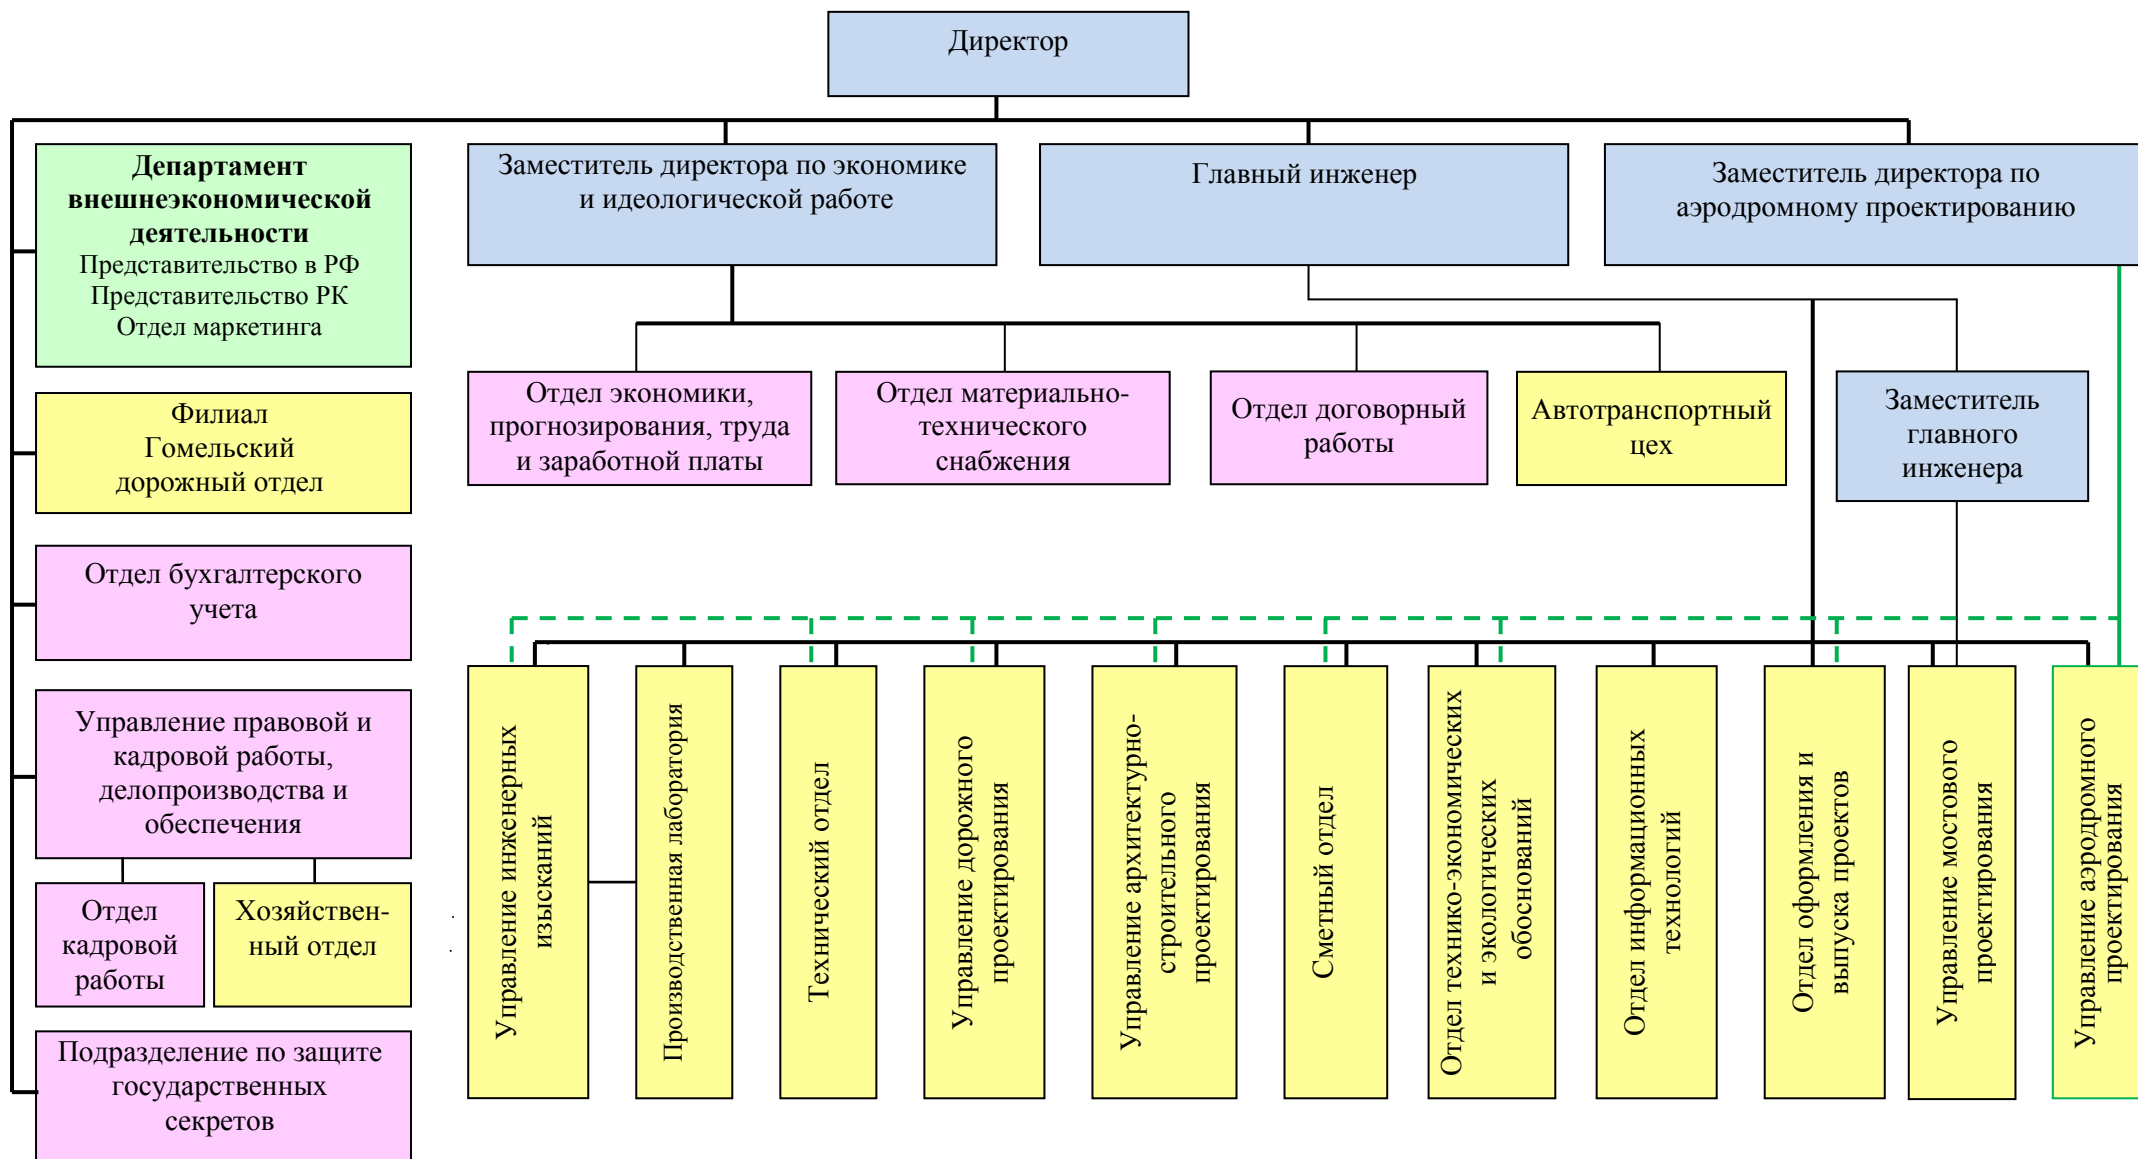 Директор
Департамент
внешнеэкономической
деятельности
Представительство в РФ
Представительство РК
Отдел маркетинга
Заместитель директора по экономике
и идеологической работе
Главный инженер
Заместитель директора по
аэродромному проектированию
Филиал
Гомельский
дорожный отдел
Отдел экономики,
прогнозирования, труда
и заработной платы
Отдел материально-
технического
снабжения
Отдел договорный
работы
Автотранспортный
цех
Заместитель
главного
инженера
Отдел бухгалтерского
учета
Управление правовой и
кадровой работы,
делопроизводства и
обеспечения
Отдел
кадровой
работы
Хозяйствен-
ный отдел
Подразделение по защите
государственных
секретов
Управление инженерных
изысканий
Производственная лаборатория
Технический отдел
Управление дорожного
проектирования
Управление архитектурно-
строительного
проектирования
Сметный отдел
Отдел технико-экономических
и экологических
обоснований
Отдел информационных
технологий
Отдел оформления и
выпуска проектов
Управление мостового
проектирования
Управление аэродромного
проектирования